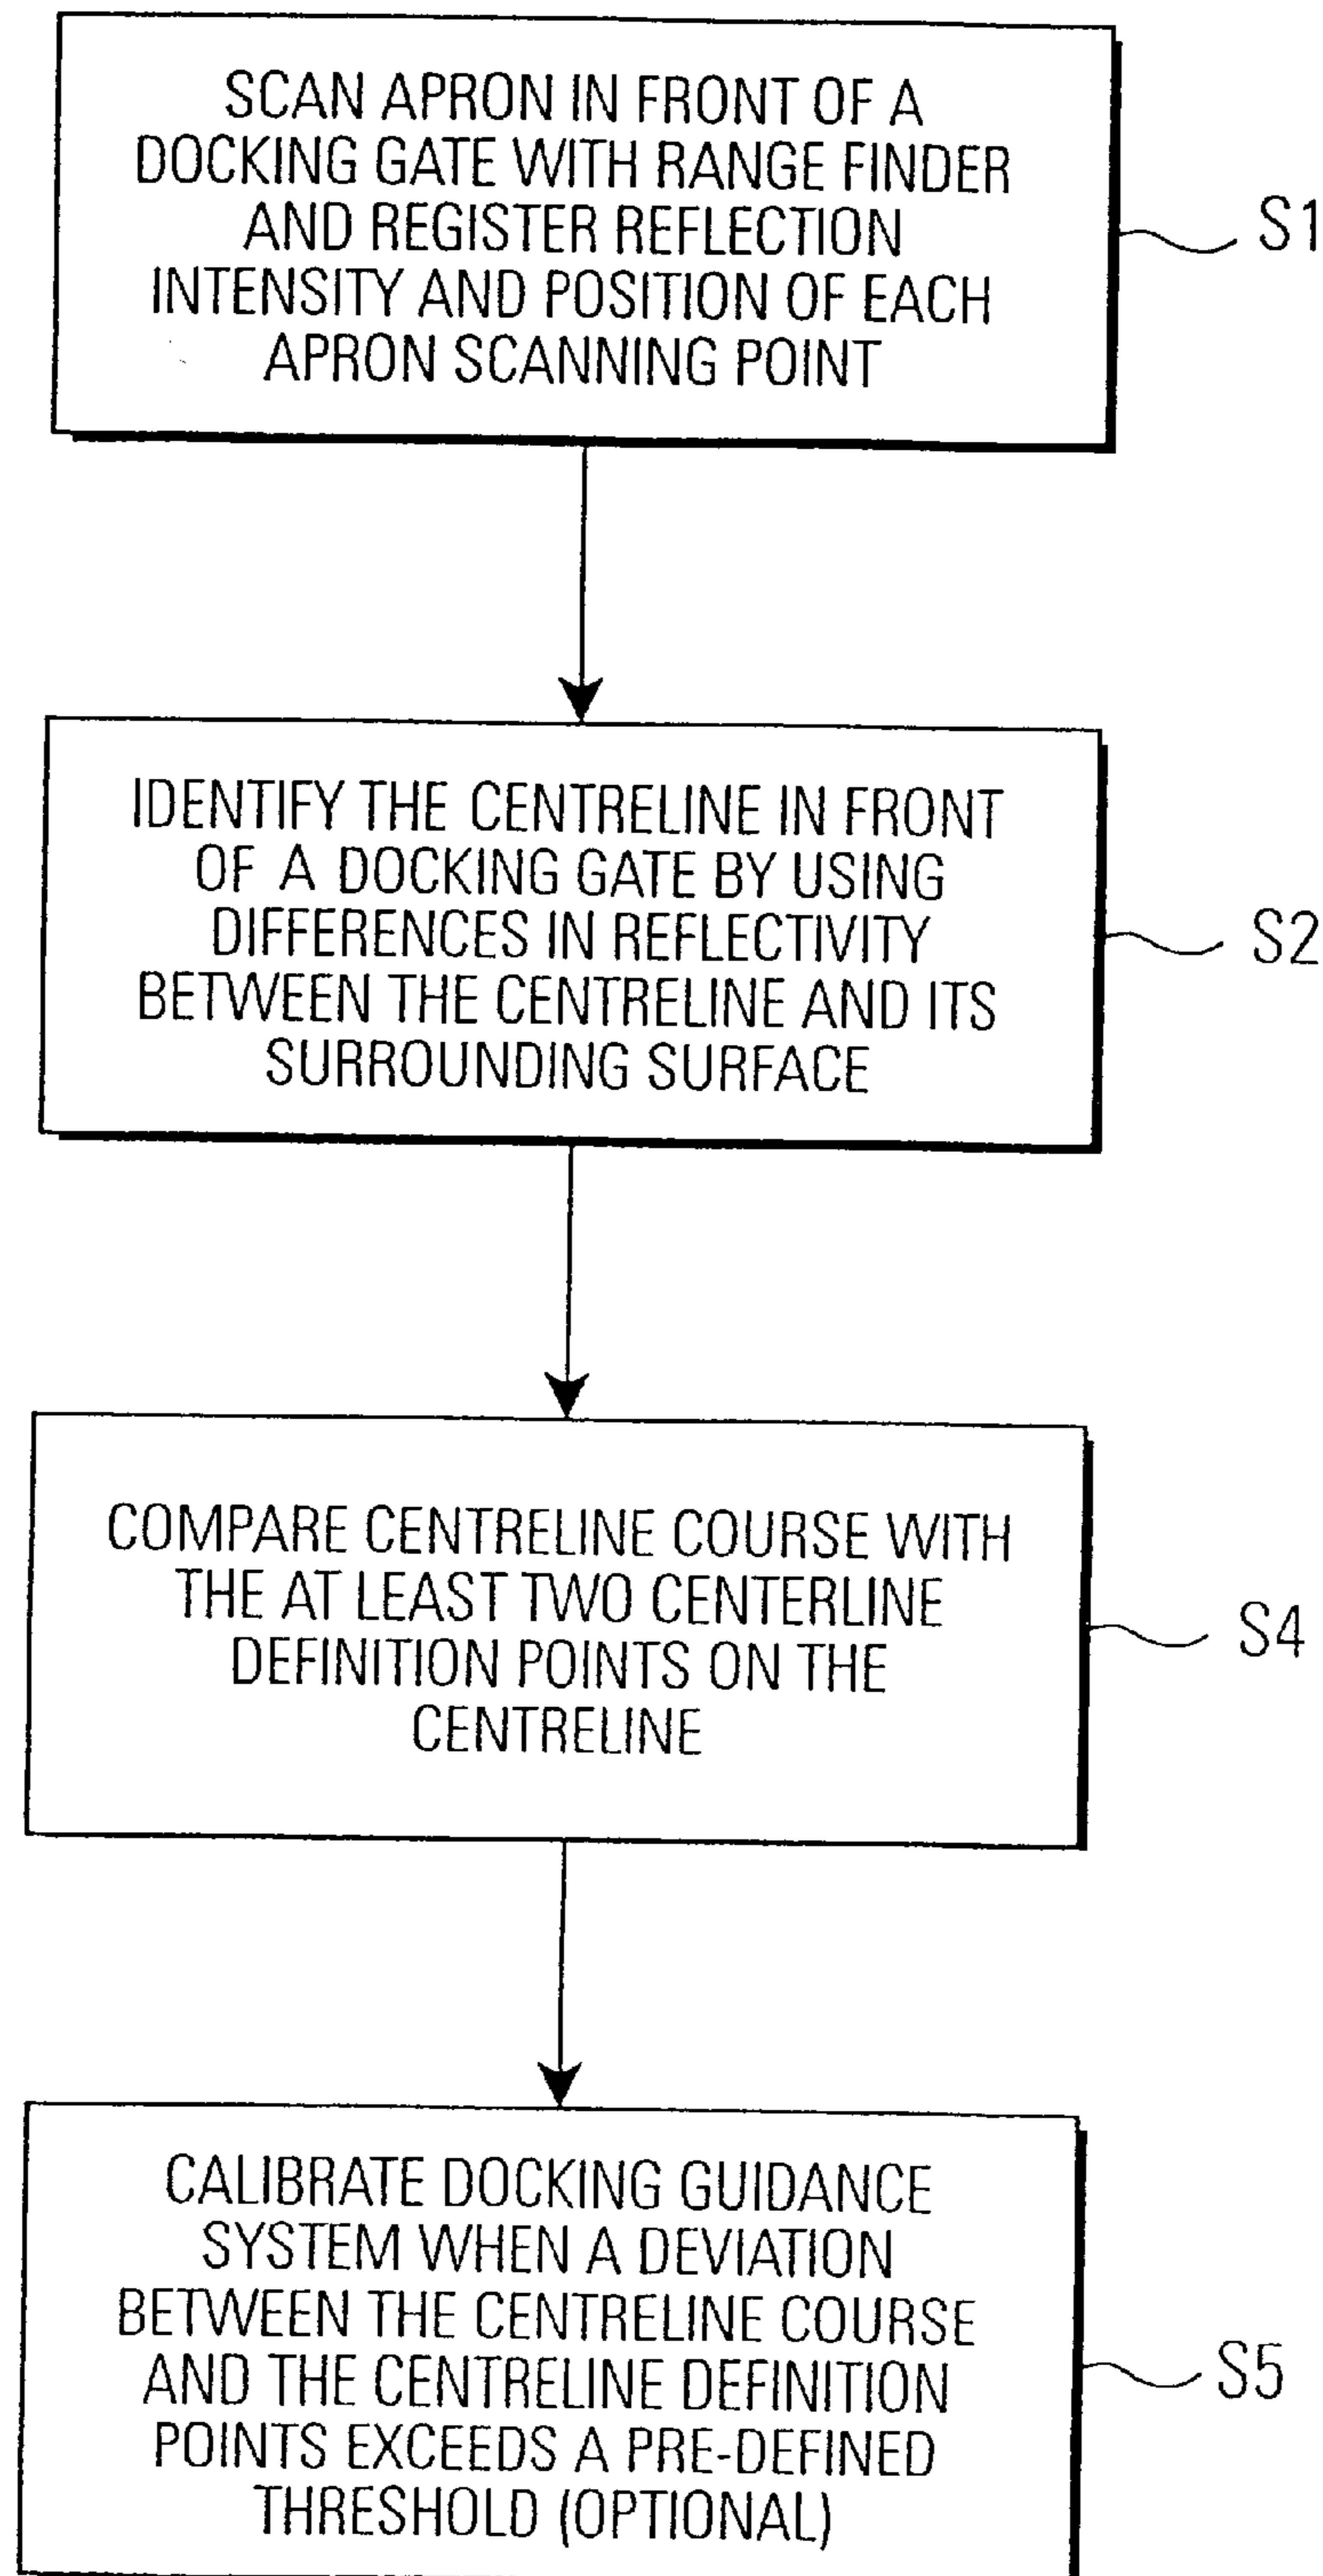 SCAN APRON IN FRONT OF A
DOCKING GATE WITH RANGE FINDER
AND REGISTER REFLECTION
INTENSITY AND POSITION OF EACH
APRON SCANNING POINT
S1
IDENTIFY THE CENTRELINE IN FRONT
OF A DOCKING GATE BY USING
DIFFERENCES IN REFLECTIVITY
BETWEEN THE CENTRELINE AND ITS
SURROUNDING SURFACE
S2
COMPARE CENTRELINE COURSE WITH
THE AT LEAST TWO CENTERLINE
DEFINITION POINTS ON THE
CENTRELINE
S4
CALIBRATE DOCKING GUIDANCE
SYSTEM WHEN A DEVIATION
BETWEEN THE CENTRELINE COURSE
AND THE CENTRELINE DEFINITION
POINTS EXCEEDS A PRE-DEFINED
THRESHOLD (OPTIONAL)
S5